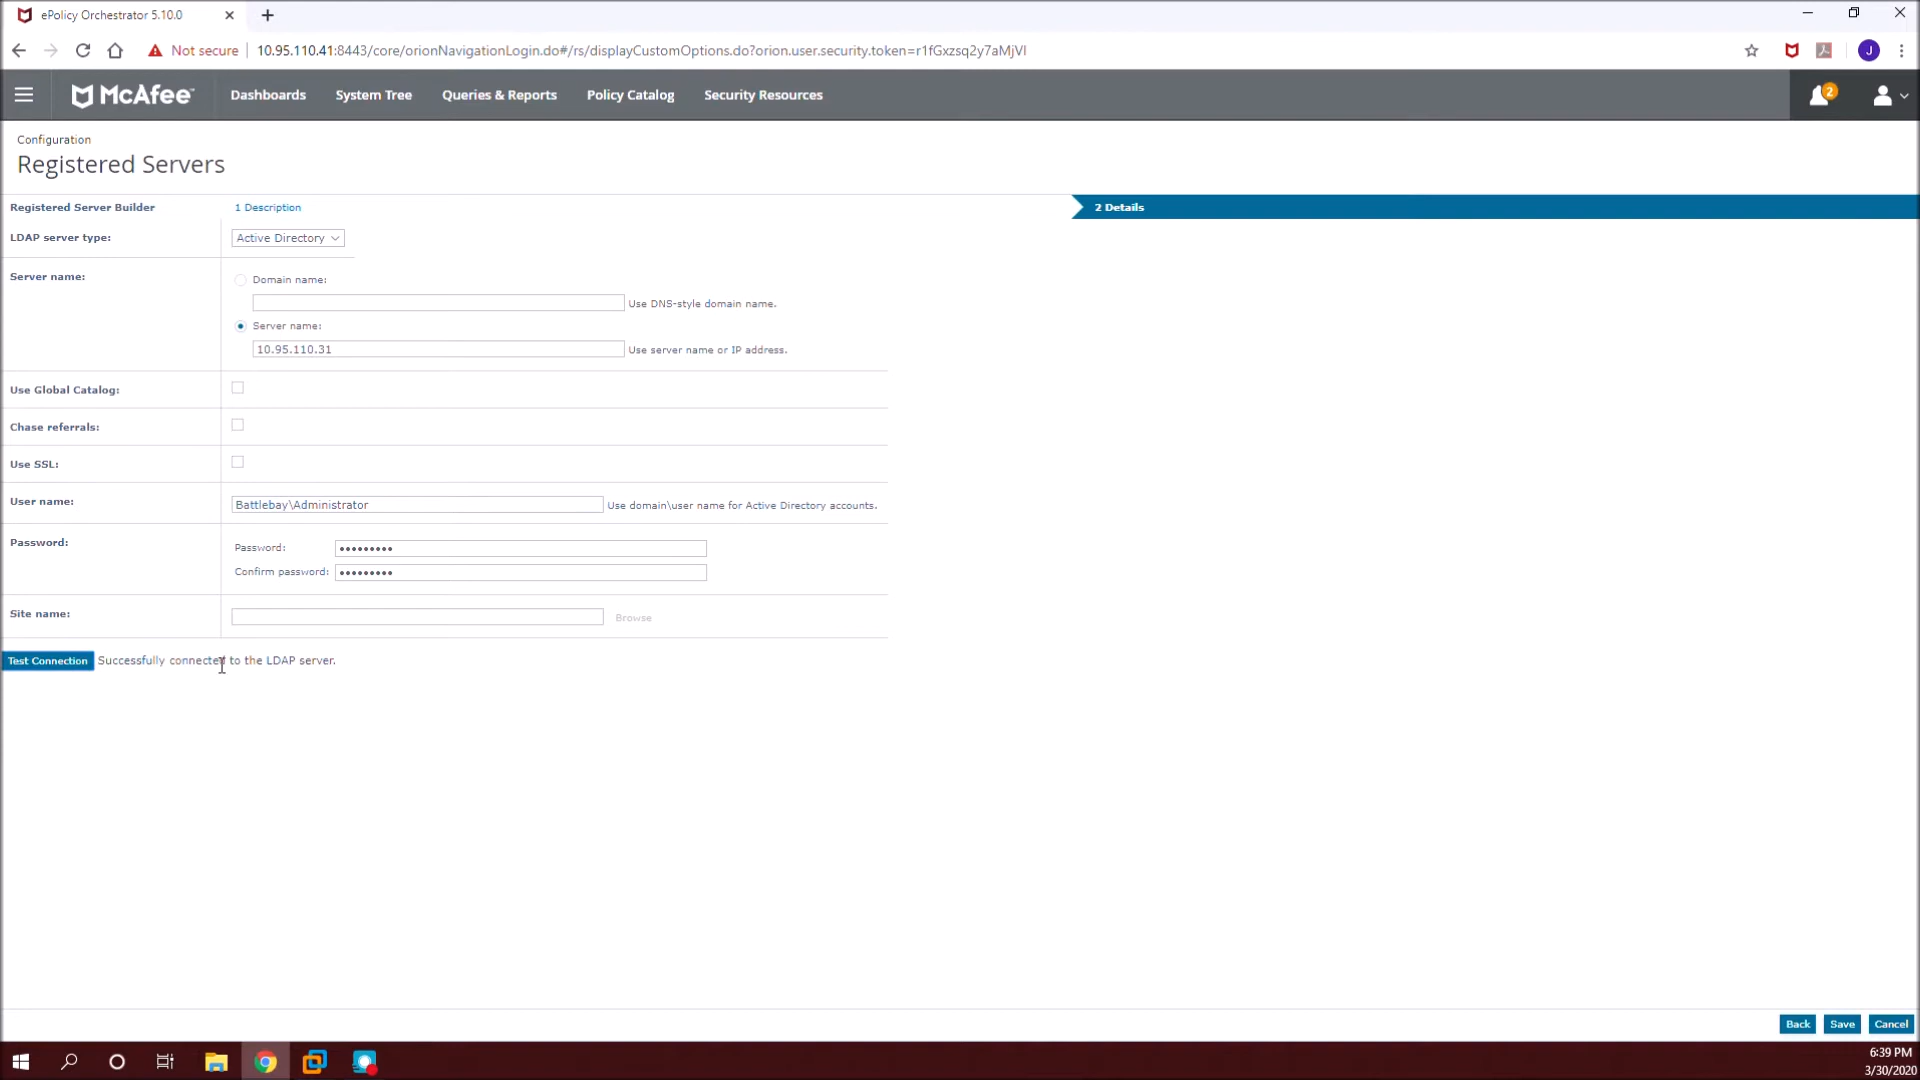 ePolicy Orchestrator 5.10.0
Not secure
10.95.110.41:8443/core/orionNavigationLogin.do#/rs/displayCustomOptions.do?orion.user.security.token=r1fGxzsq2y7aMjVI
J
McAfee™
Dashboards
System Tree
Queries & Reports
Policy Catalog
Security Resources
2
Configuration
Registered Servers
Registered Server Builder
1 Description
2 Details
LDAP server type:
Active Directory
Server name:
Domain name:
Use DNS-style domain name.
Server name:
10.95.110.31
Use server name or IP address.
Use Global Catalog:
Chase referrals:
Use SSL:
User name:
Battlebay\Administrator
Use domain\user name for Active Directory accounts.
Password:
Password:
•••••••••
Confirm password:
•••••••••
Site name:
Browse
Test Connection
Successfully connected to the LDAP server.
Back
Save
Cancel
6:39 PM
3/30/2020